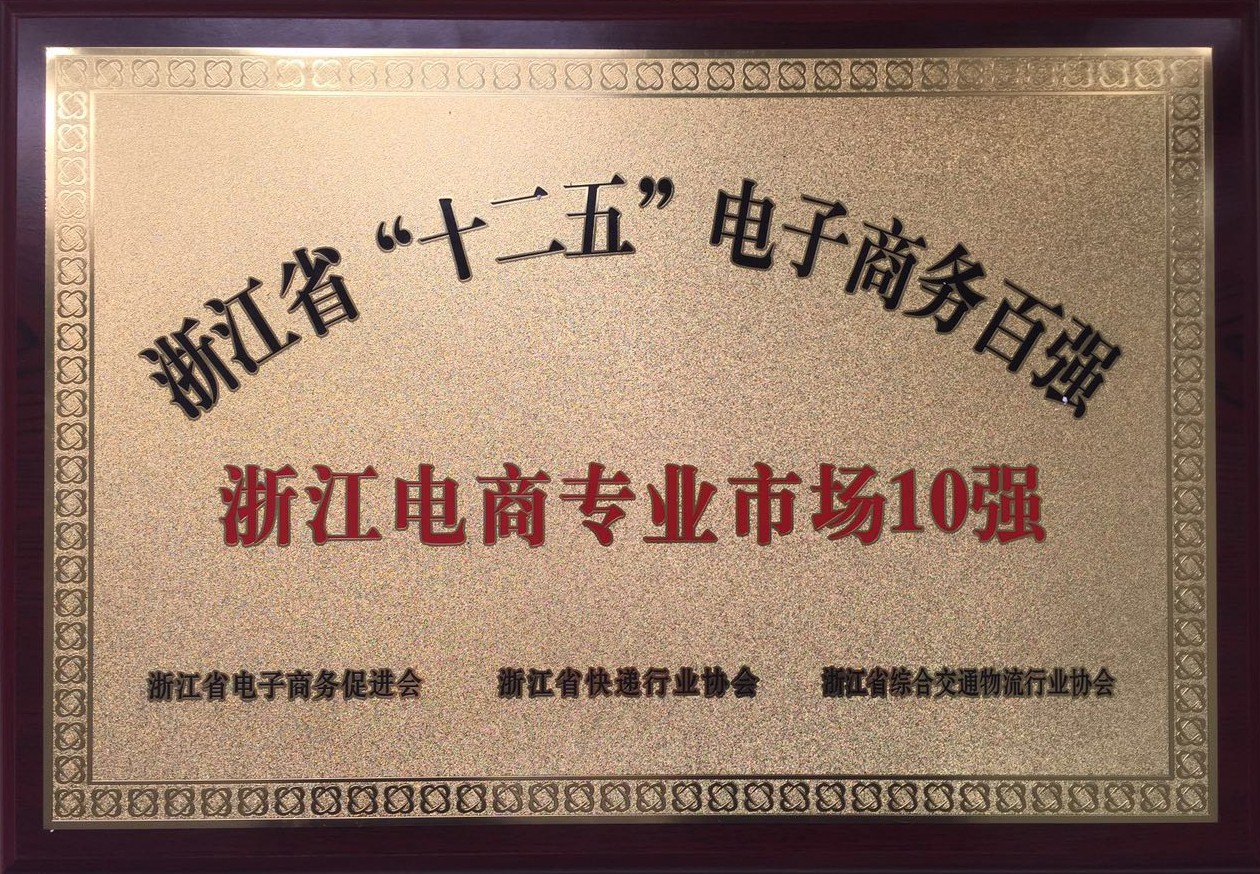 浙江省“十二五”电子商务百强
浙江电商专业市场10强
浙江省电子商务促进会 浙江省快递行业协会 浙江省综合交通物流行业协会